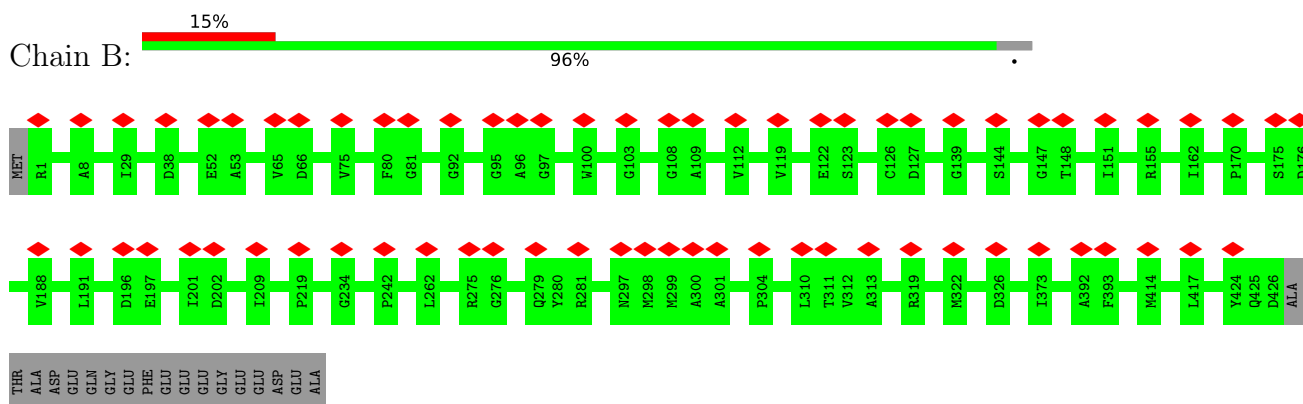 15%
Chain B:
96%
.
MET R1 A8 I29 D38 E52 A53 V65 D66 V75 F80 G81 G92 G95 A96 G97 W100 G103 G108 A109 V112 V119 E122 S123 C126 D127 G139 S144 G147 T148 I151 R155 I162 P170 S175 D176
V188 L191 D196 E197 I201 D202 I209 P219 G234 P242 L262 R275 G276 Q279 Y280 R281 N297 M298 M299 A300 A301 P304 L310 T311 V312 A313 R319 M322 D326 I373 A392 F393 M414 L417 Y424 Q425 D426 ALA
THR ALA ASP GLU GLN GLY GLU PHE GLU GLU GLU GLY GLU GLU ASP GLU ALA